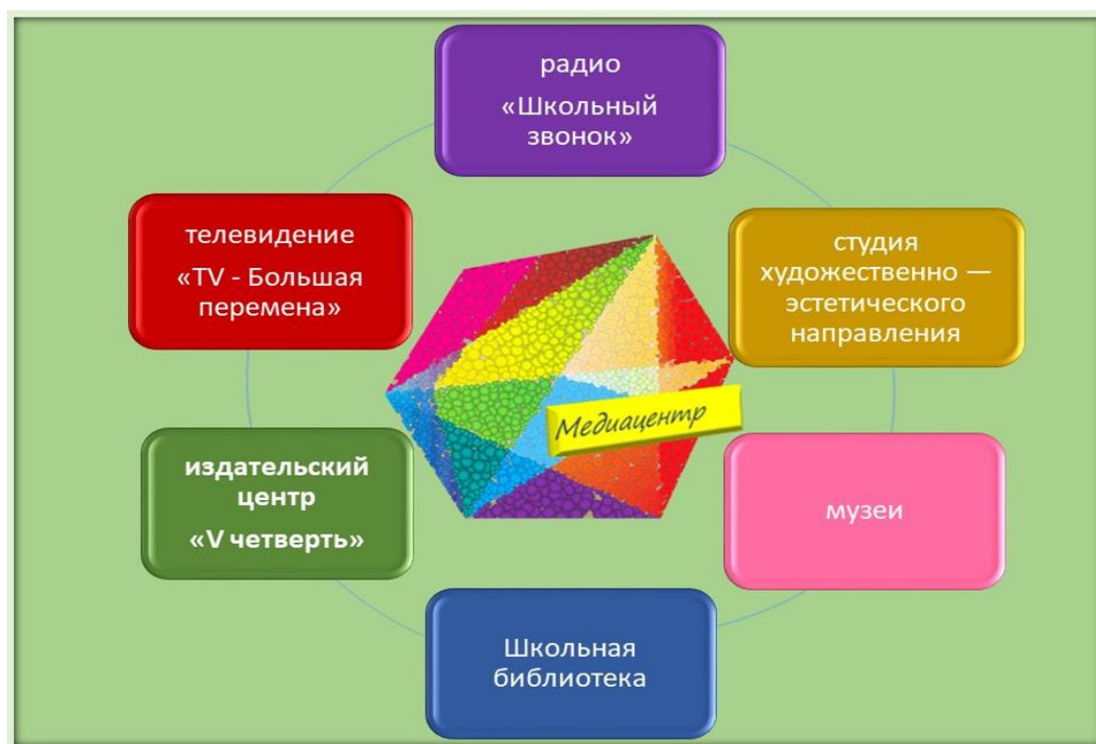 радио
«Школьный
звонок»
телевидение
«TV - Большая
перемена»
студия
художественно —
эстетического
направления
Медиацентр
издательский
центр
«V четверть»
музеи
Школьная
библиотека